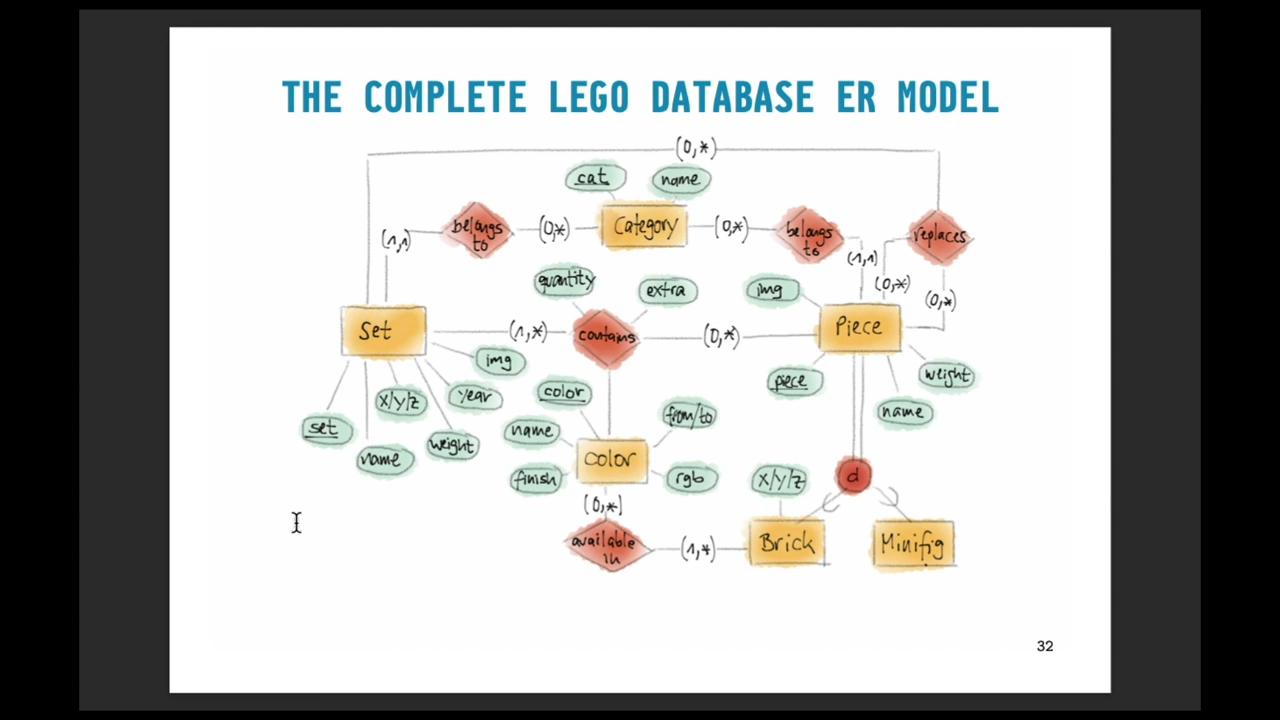 THE COMPLETE LEGO DATABASE ER MODEL
(0,*)
cat
name
belongs
to
(0,*)
Category
(0,*)
belongs
to
replaces
(1,1)
(1,1)
(0,*)
(0,*)
quantity
extra
img
Set
(1,*)
contains
(0,*)
Piece
img
piece
weight
name
x/y/z
year
set
name
weight
color
name
from/to
color
finish
rgb
(0,*)
x/y/z
d
available
in
(1,*)
Brick
Minifig
32